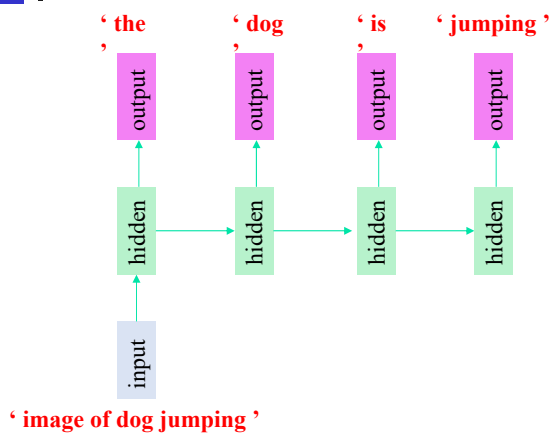 ‘ the ’
‘ dog ’
‘ is ’
‘ jumping ’
output
output
output
output
hidden
hidden
hidden
hidden
input
‘ image of dog jumping ’